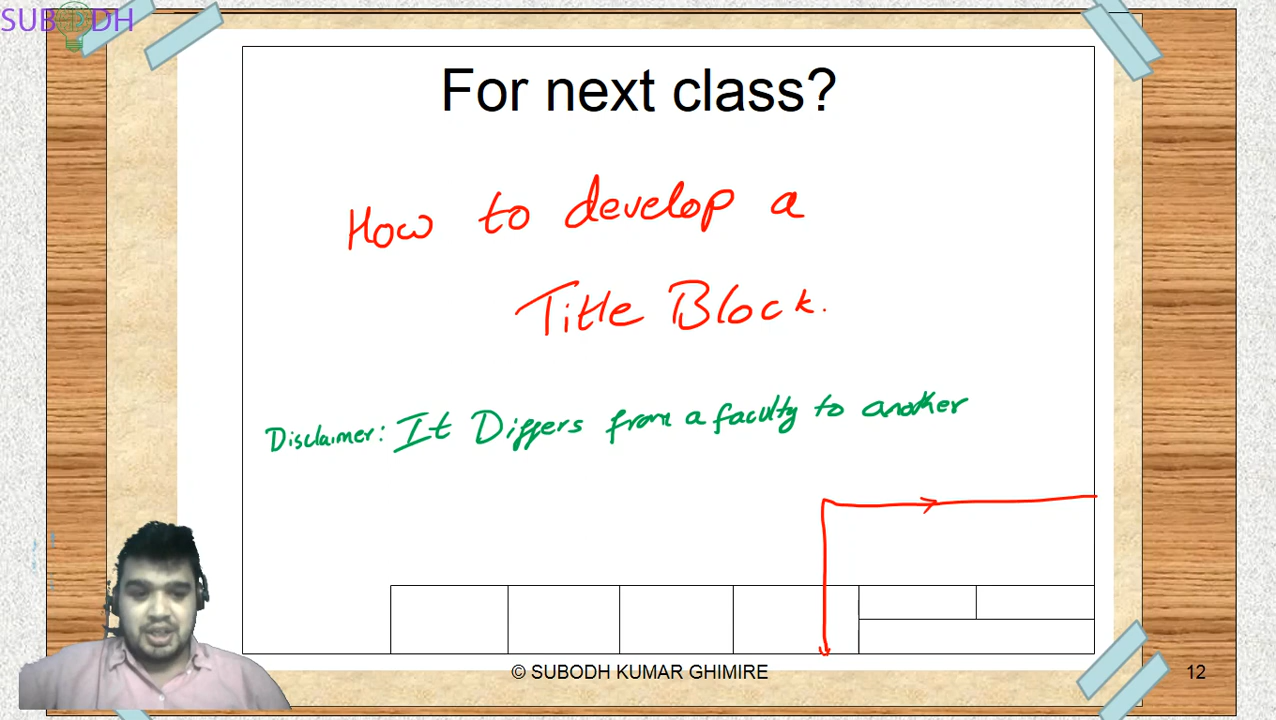 SUBODH
For next class?
How to develop a
Title Block.
Disclaimer: It Differs from a faculty to another
© SUBODH KUMAR GHIMIRE
12